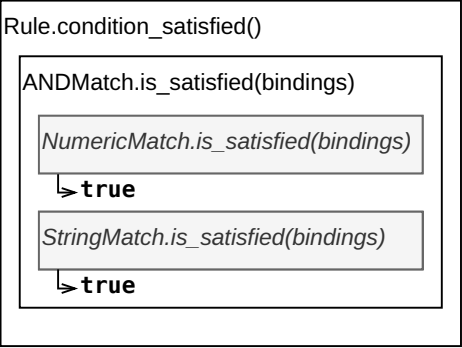 Rule.condition_satisfied()
ANDMatch.is_satisfied(bindings)
NumericMatch.is_satisfied(bindings)
true
StringMatch.is_satisfied(bindings)
true